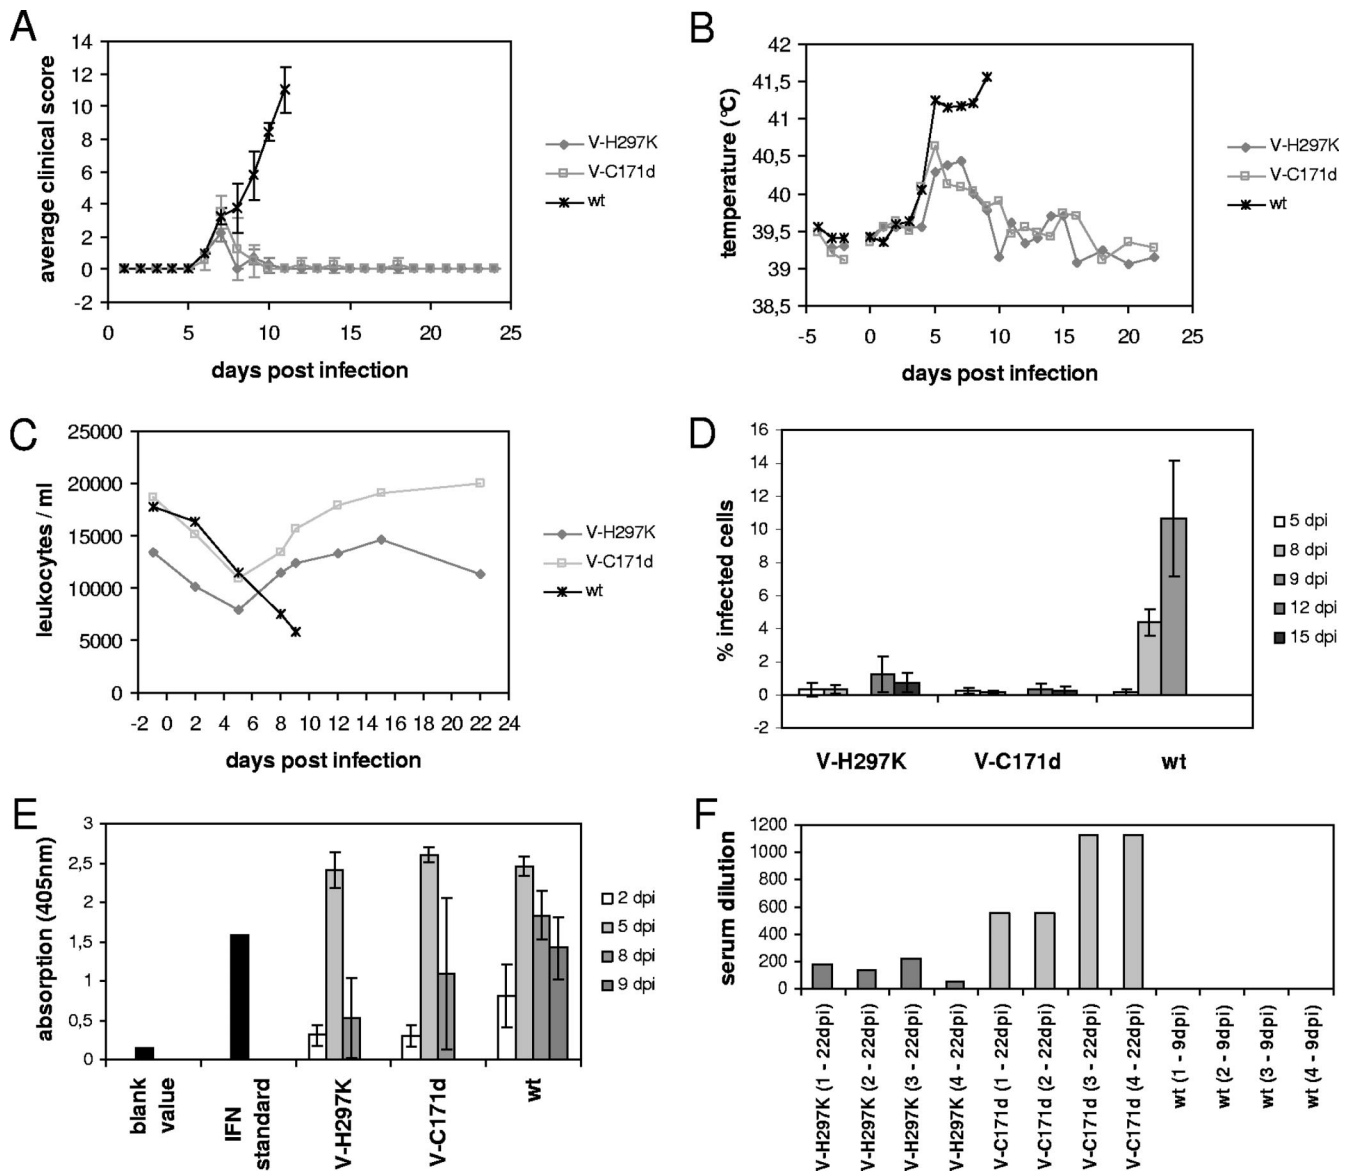 A
14
12
10
8
6
4
2
0
-2
average clinical score
0 5 10 15 20 25
days post infection
V-H297K
V-C171d
wt
B
42
41,5
41
40,5
40
39,5
39
38,5
temperature (°C)
-5 0 5 10 15 20 25
days post infection
V-H297K
V-C171d
wt
C
25000
20000
15000
10000
5000
0
leukocytes / ml
-2 0 2 4 6 8 10 12 14 16 18 20 22 24
days post infection
V-H297K
V-C171d
wt
D
16
14
12
10
8
6
4
2
0
-2
% infected cells
V-H297K V-C171d wt
5 dpi
8 dpi
9 dpi
12 dpi
15 dpi
E
3
2,5
2
1,5
1
0,5
0
absorption (405nm)
blank
value
IFN
standard
V-H297K
V-C171d
wt
2 dpi
5 dpi
8 dpi
9 dpi
F
1200
1000
800
600
400
200
0
serum dilution
V-H297K (1 - 22dpi)
V-H297K (2 - 22dpi)
V-H297K (3 - 22dpi)
V-H297K (4 - 22dpi)
V-C171d (1 - 22dpi)
V-C171d (2 - 22dpi)
V-C171d (3 - 22dpi)
V-C171d (4 - 22dpi)
wt (1 - 9dpi)
wt (2 - 9dpi)
wt (3 - 9dpi)
wt (4 - 9dpi)